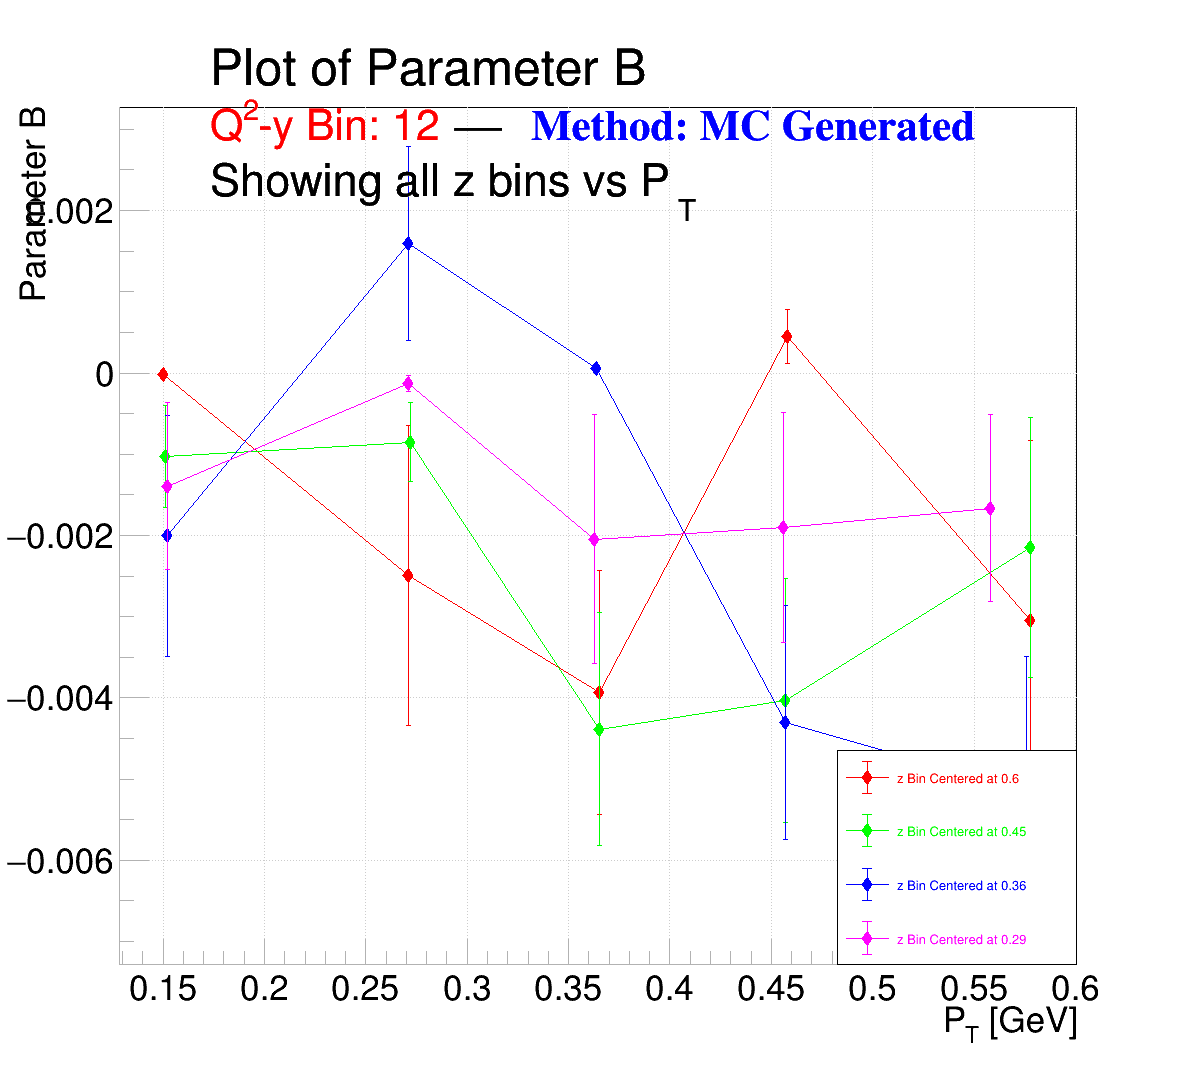 Plot of Parameter B
Q²-y Bin: 12 — Method: MC Generated
Showing all z bins vs P_T
Parameter B
0.002
0
−0.002
−0.004
−0.006
z Bin Centered at 0.6
z Bin Centered at 0.45
z Bin Centered at 0.36
z Bin Centered at 0.29
0.15 0.2 0.25 0.3 0.35 0.4 0.45 0.5 0.55 0.6
P_T [GeV]